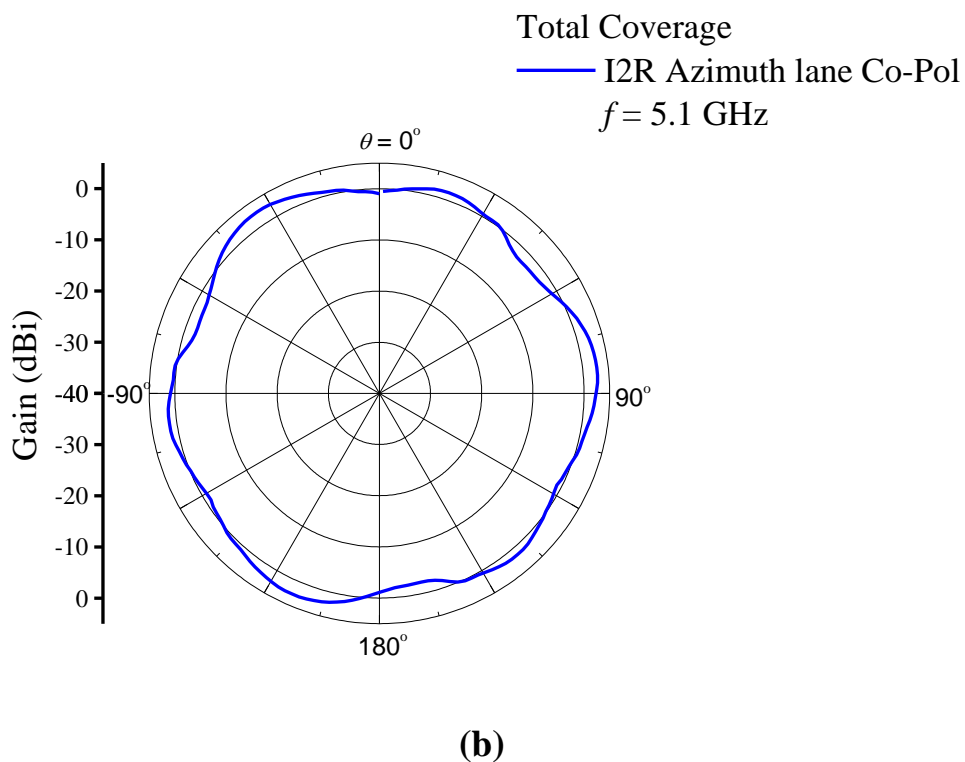 Total Coverage
I2R Azimuth lane Co-Pol
f = 5.1 GHz
θ = 0°
0
-10
-20
-30
-40
-30
-20
-10
0
Gain (dBi)
-90°
90°
180°
(b)